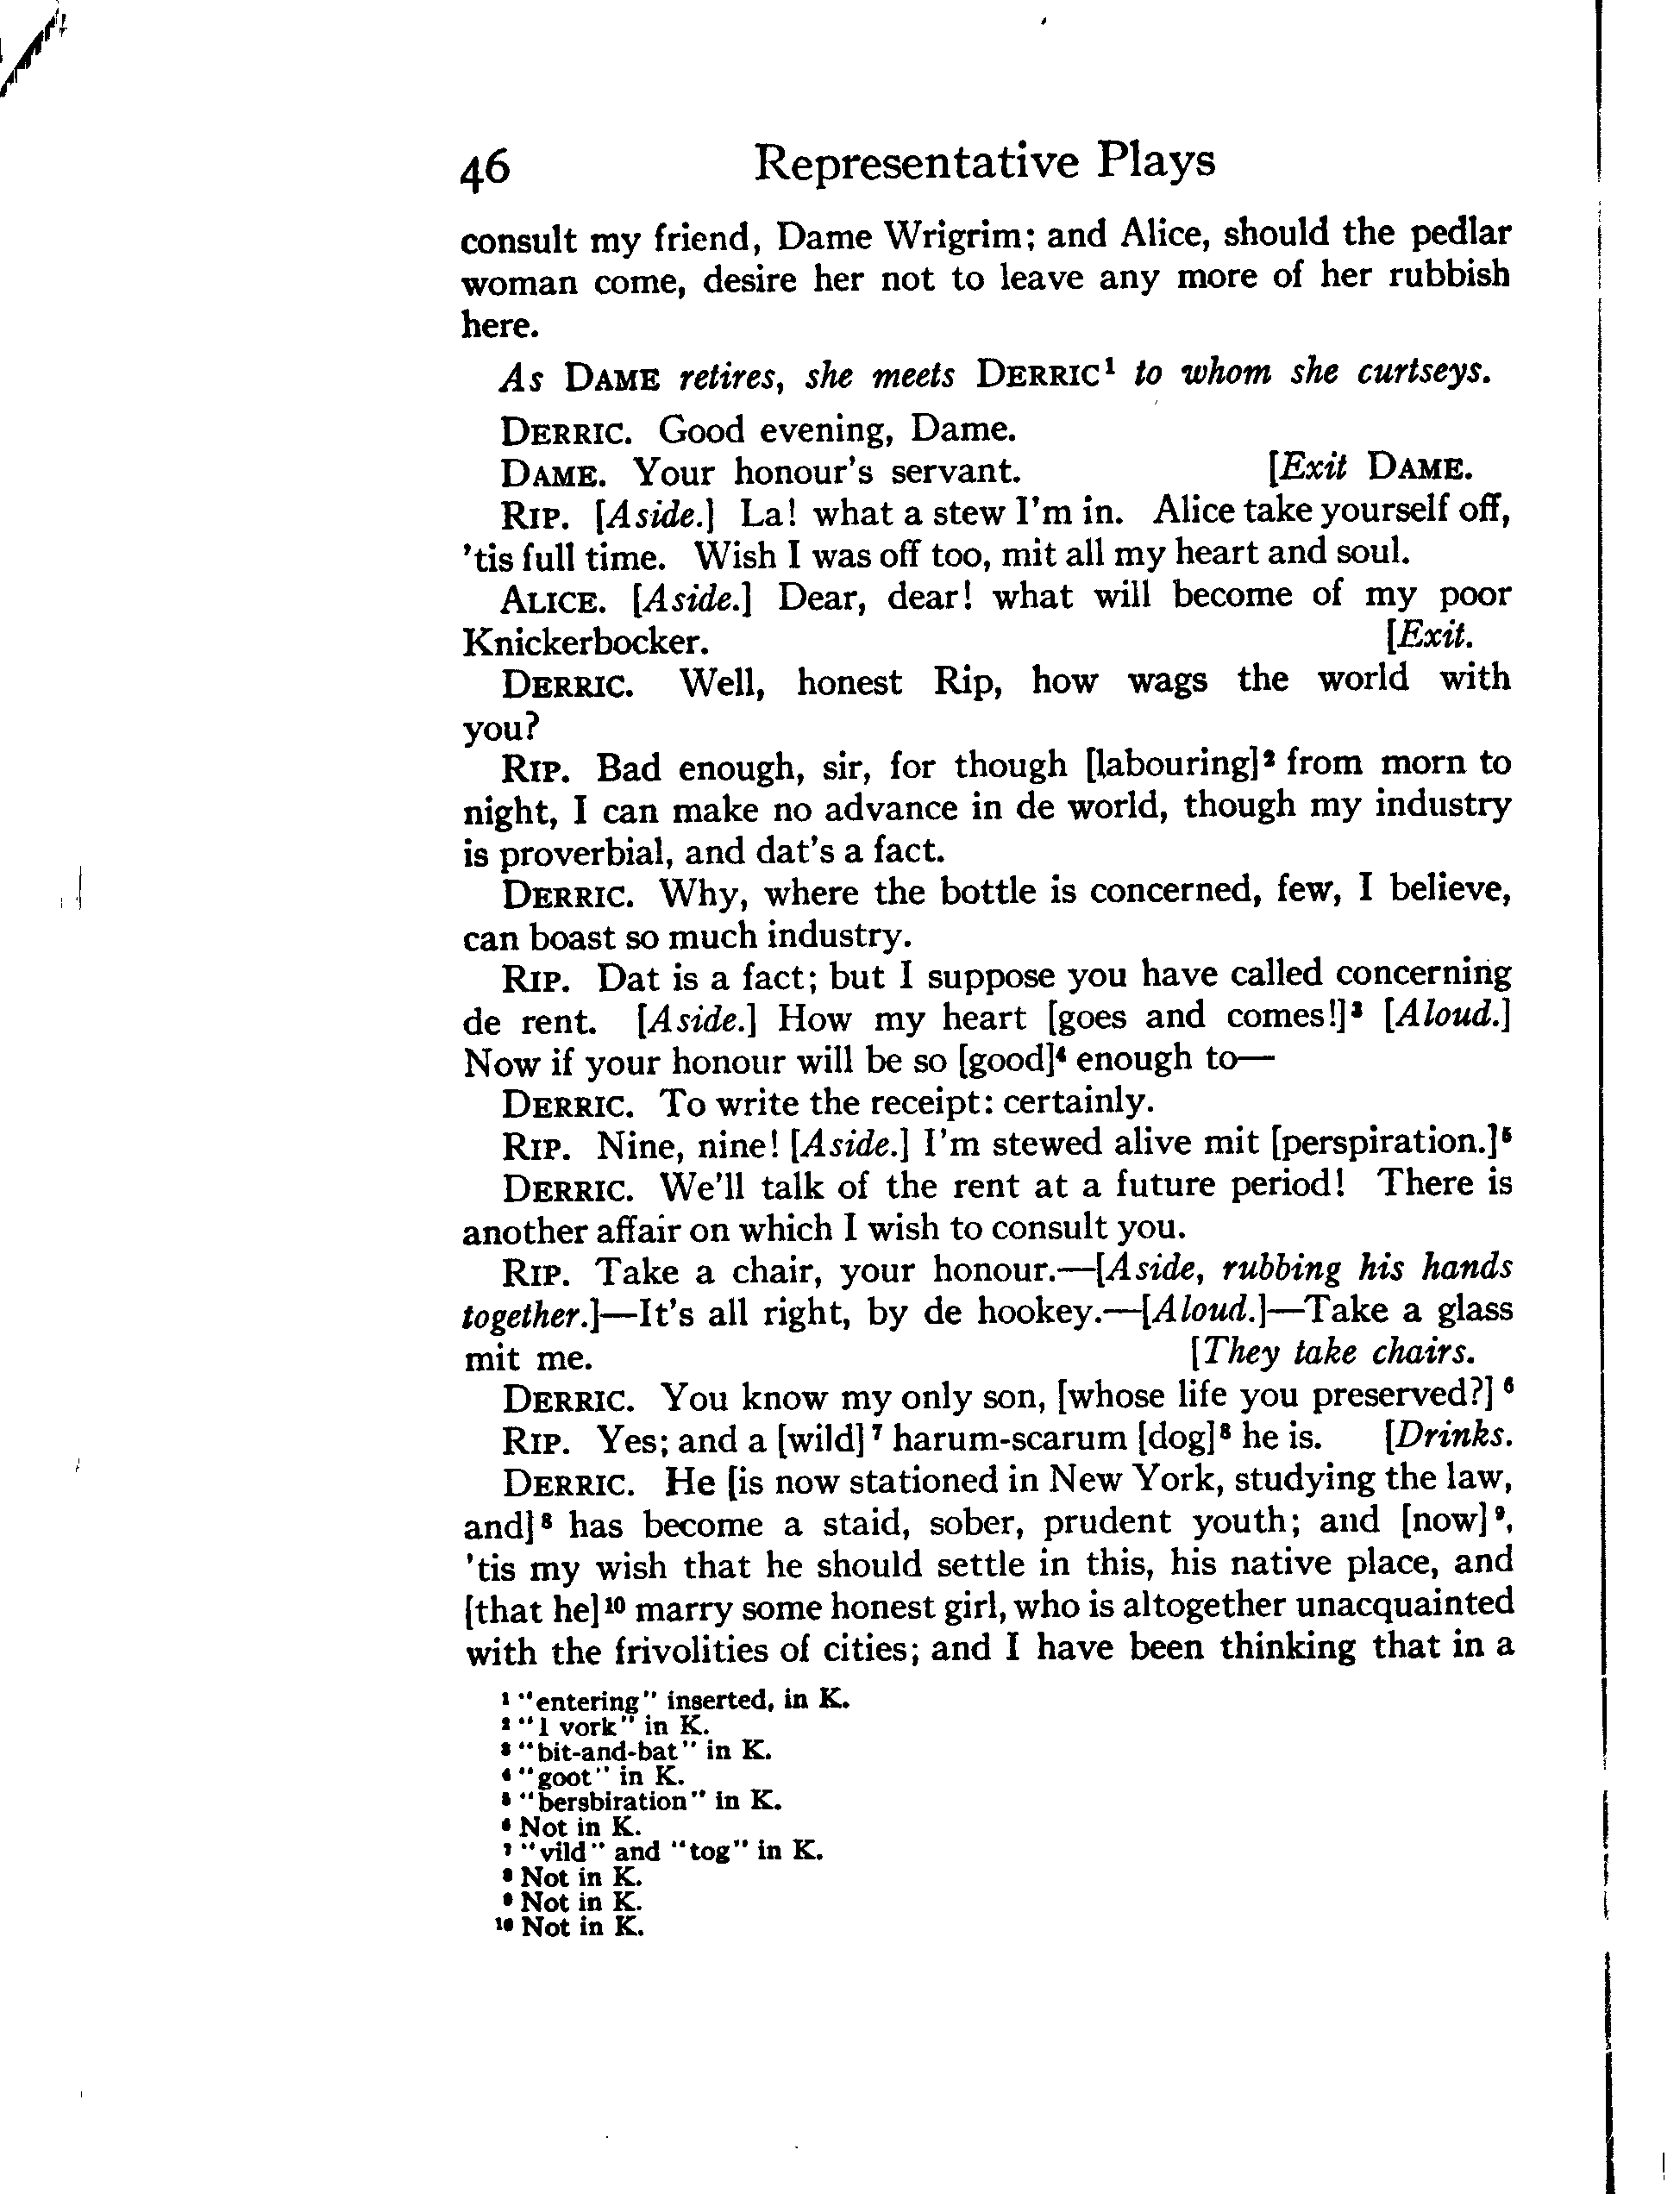 46 Representative Plays
consult my friend, Dame Wrigrim; and Alice, should the pedlar
woman come, desire her not to leave any more of her rubbish
here.
As DAME retires, she meets DERRIC¹ to whom she curtseys.
DERRIC. Good evening, Dame.
DAME. Your honour's servant. [Exit DAME.
RIP. [Aside.] La! what a stew I'm in. Alice take yourself off,
'tis full time. Wish I was off too, mit all my heart and soul.
ALICE. [Aside.] Dear, dear! what will become of my poor
Knickerbocker. [Exit.
DERRIC. Well, honest Rip, how wags the world with
you?
RIP. Bad enough, sir, for though [labouring]² from morn to
night, I can make no advance in de world, though my industry
is proverbial, and dat's a fact.
DERRIC. Why, where the bottle is concerned, few, I believe,
can boast so much industry.
RIP. Dat is a fact; but I suppose you have called concerning
de rent. [Aside.] How my heart [goes and comes!]³ [Aloud.]
Now if your honour will be so [good]⁴ enough to—
DERRIC. To write the receipt: certainly.
RIP. Nine, nine! [Aside.] I'm stewed alive mit [perspiration.]⁵
DERRIC. We'll talk of the rent at a future period! There is
another affair on which I wish to consult you.
RIP. Take a chair, your honour.—[Aside, rubbing his hands
together.]—It's all right, by de hookey.—[Aloud.]—Take a glass
mit me. [They take chairs.
DERRIC. You know my only son, [whose life you preserved?]⁶
RIP. Yes; and a [wild]⁷ harum-scarum [dog]⁸ he is. [Drinks.
DERRIC. He [is now stationed in New York, studying the law,
and]⁸ has become a staid, sober, prudent youth; and [now]⁹,
'tis my wish that he should settle in this, his native place, and
[that he]¹⁰ marry some honest girl, who is altogether unacquainted
with the frivolities of cities; and I have been thinking that in a
¹ "entering" inserted, in K.
² "I vork" in K.
³ "bit-and-bat" in K.
⁴ "goot" in K.
⁵ "bersbiration" in K.
⁶ Not in K.
⁷ "vild" and "tog" in K.
⁸ Not in K.
⁹ Not in K.
¹⁰ Not in K.